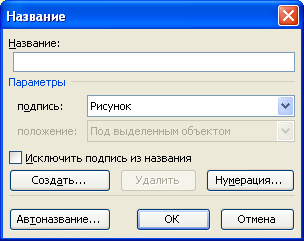 Название
Название:
Параметры
подпись: Рисунок
положение: Под выделенным объектом
Исключить подпись из названия
Создать... Удалить Нумерация...
Автоназвание... ОК Отмена